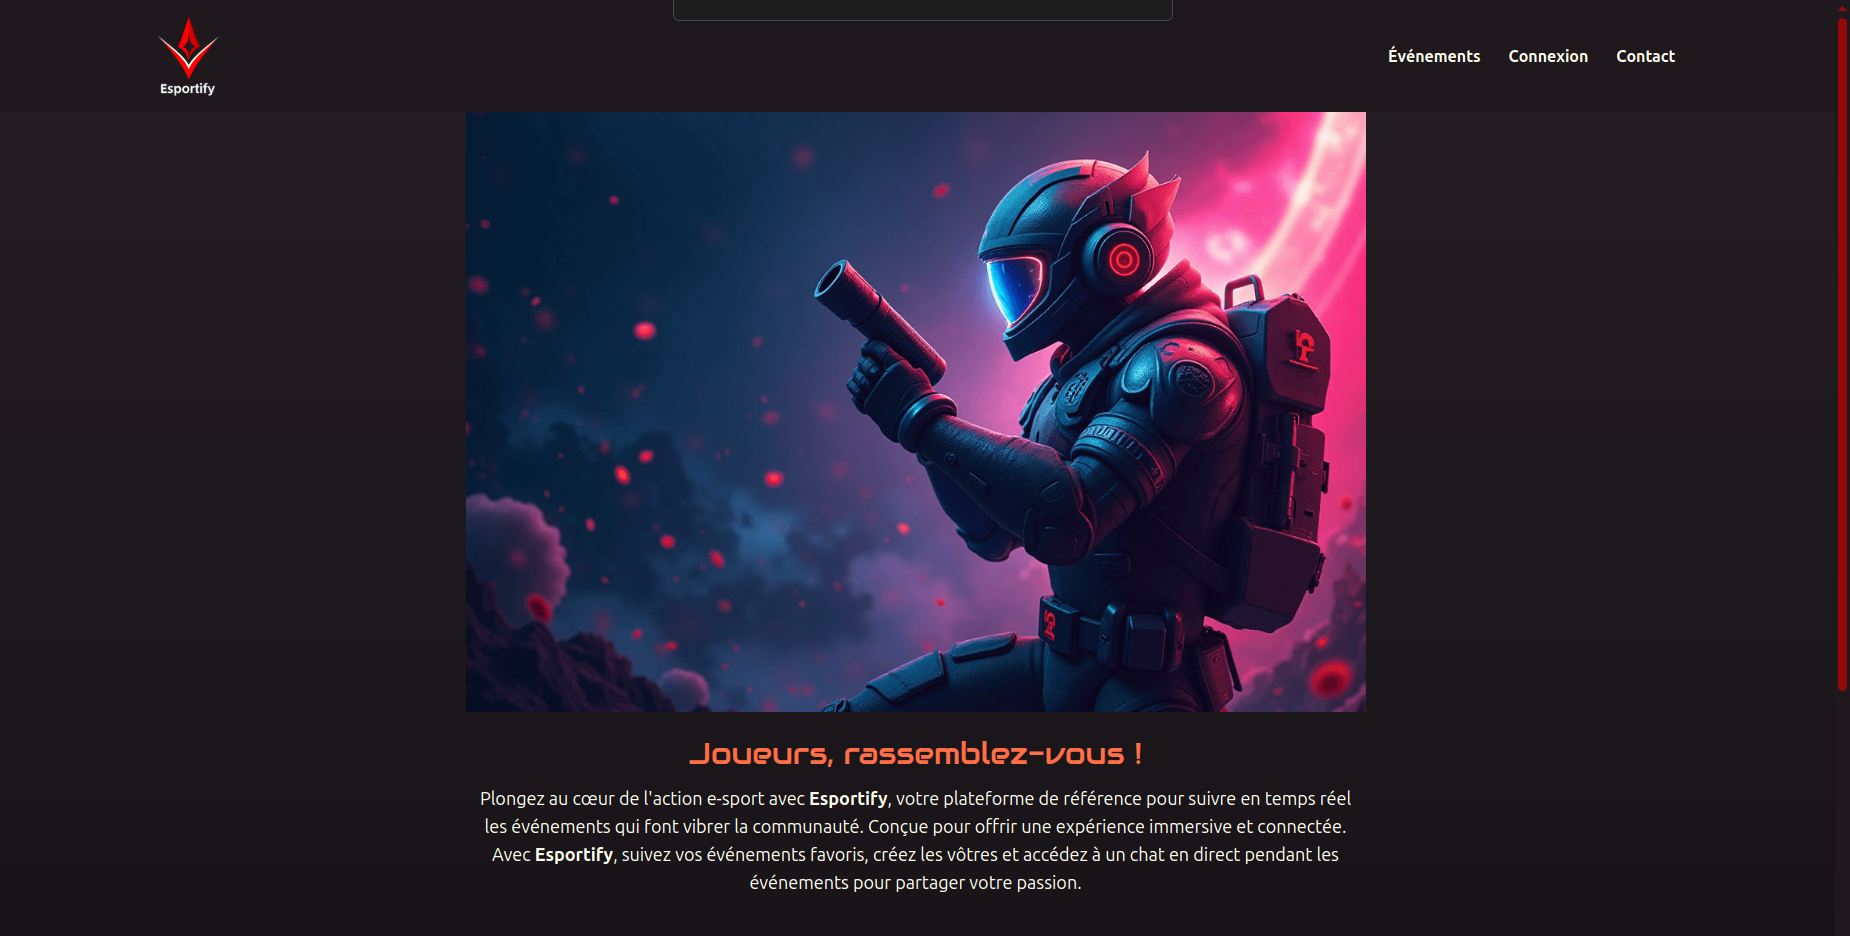 Esportify
Événements Connexion Contact
Joueurs, rassemblez-vous !
Plongez au cœur de l'action e-sport avec Esportify, votre plateforme de référence pour suivre en temps réel
les événements qui font vibrer la communauté. Conçue pour offrir une expérience immersive et connectée.
Avec Esportify, suivez vos événements favoris, créez les vôtres et accédez à un chat en direct pendant les
événements pour partager votre passion.